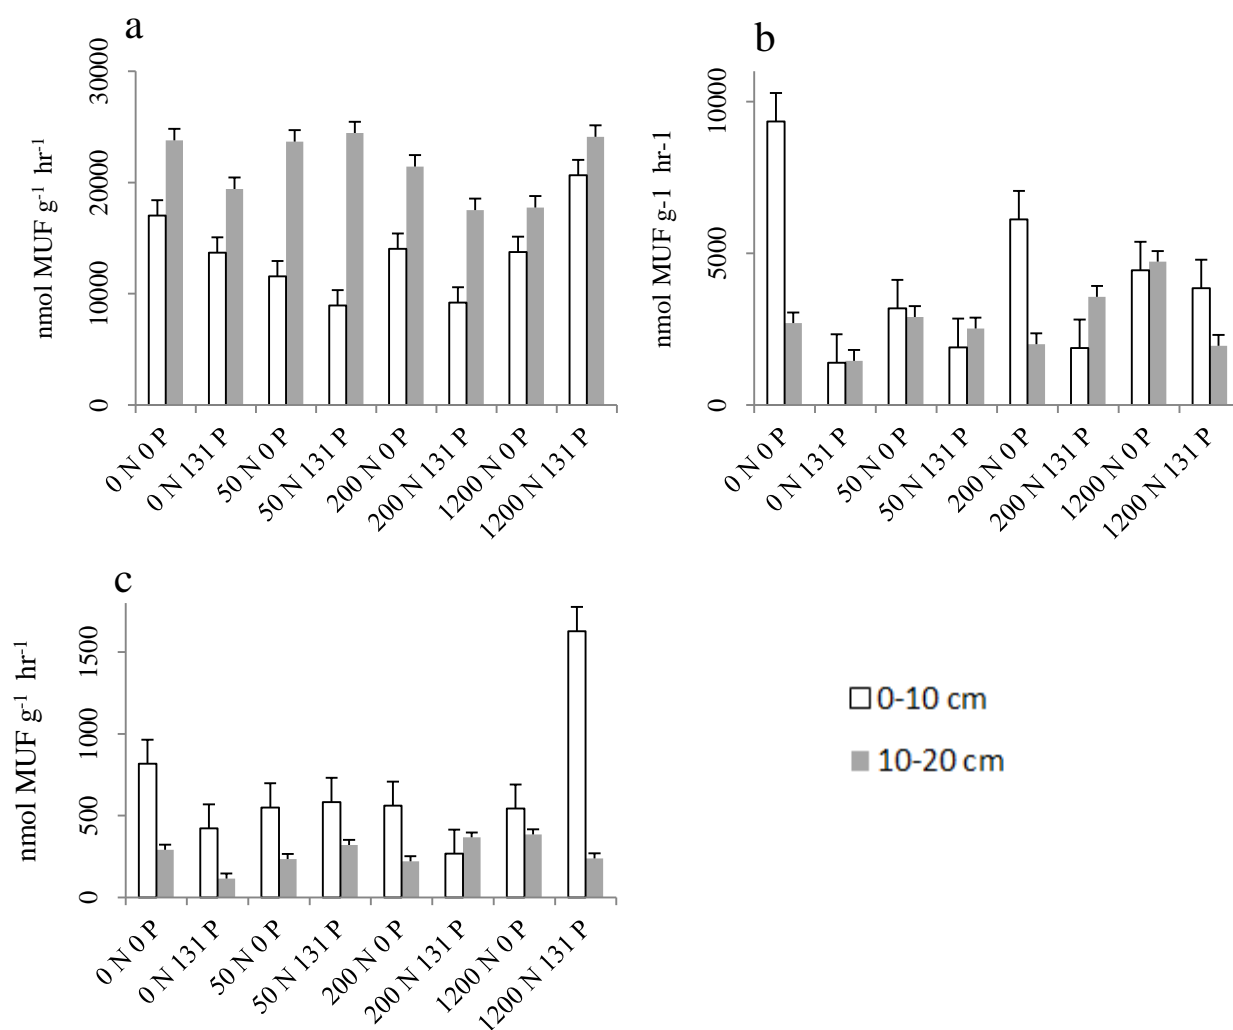 a
nmol MUF g-1 hr-1
30000
20000
10000
0
0 N 0 P
0 N 131 P
50 N 0 P
50 N 131 P
200 N 0 P
200 N 131 P
1200 N 0 P
1200 N 131 P
b
nmol MUF g-1 hr-1
10000
5000
0
0 N 0 P
0 N 131 P
50 N 0 P
50 N 131 P
200 N 0 P
200 N 131 P
1200 N 0 P
1200 N 131 P
c
nmol MUF g-1 hr-1
1500
1000
500
0
0 N 0 P
0 N 131 P
50 N 0 P
50 N 131 P
200 N 0 P
200 N 131 P
1200 N 0 P
1200 N 131 P
0-10 cm
10-20 cm